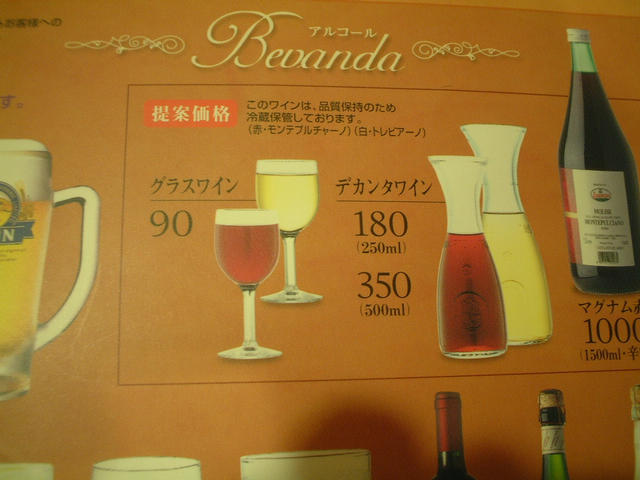 お客様への
アルコール
Bevanda
す。
提案価格
このワインは、品質保持のため
冷蔵保管しております。
(赤・モンテプルチャーノ)(白・トレビアーノ)
グラスワイン
90
デカンタワイン
180
(250ml)
350
(500ml)
MOLISE
MONTEPULCIANO
マグナム赤
1000
(1500ml・辛